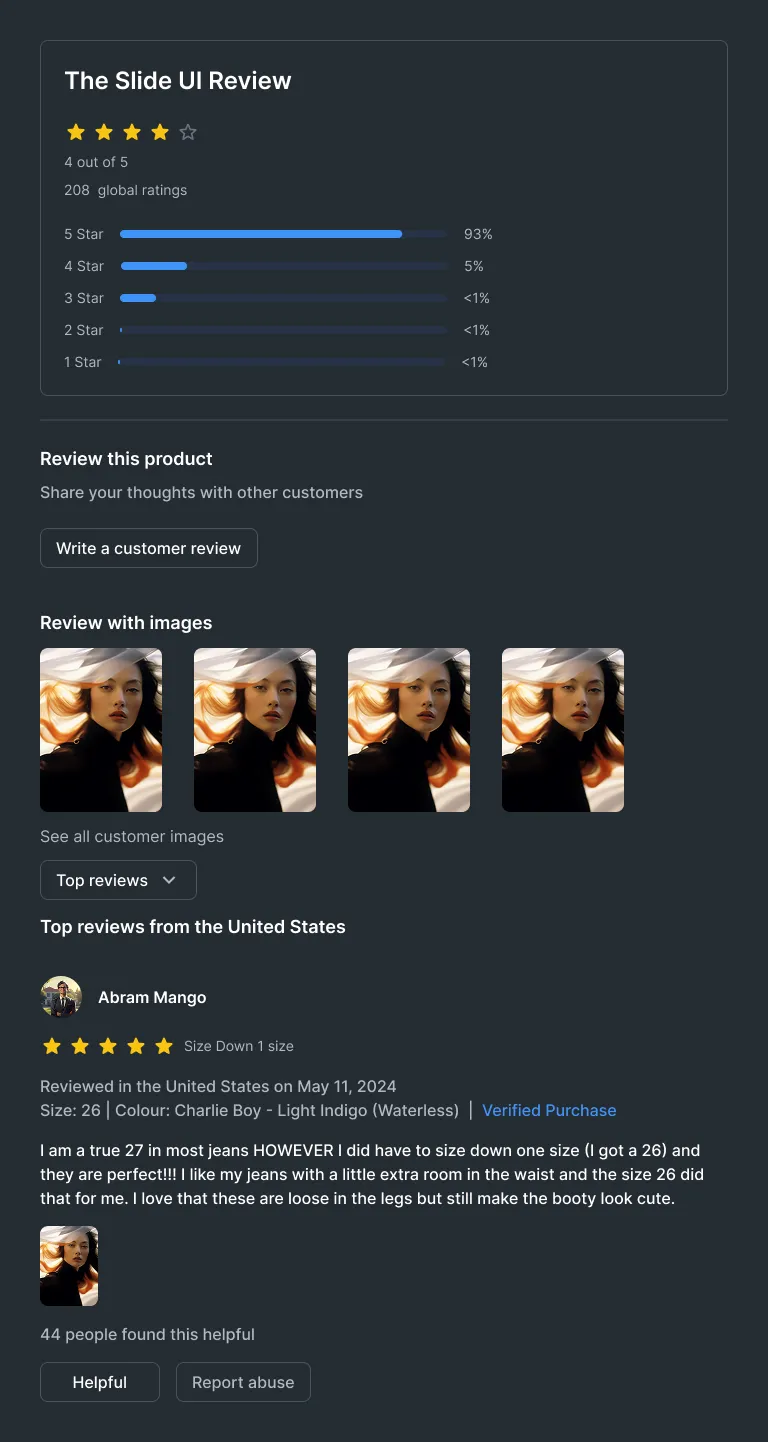 The Slide UI Review
4 out of 5
208 global ratings
5 Star 93%
4 Star 5%
3 Star <1%
2 Star <1%
1 Star <1%
Review this product
Share your thoughts with other customers
Write a customer review
Review with images
See all customer images
Top reviews
Top reviews from the United States
Abram Mango
Size Down 1 size
Reviewed in the United States on May 11, 2024
Size: 26 | Colour: Charlie Boy - Light Indigo (Waterless) | Verified Purchase
I am a true 27 in most jeans HOWEVER I did have to size down one size (I got a 26) and
they are perfect!!! I like my jeans with a little extra room in the waist and the size 26 did
that for me. I love that these are loose in the legs but still make the booty look cute.
44 people found this helpful
Helpful Report abuse